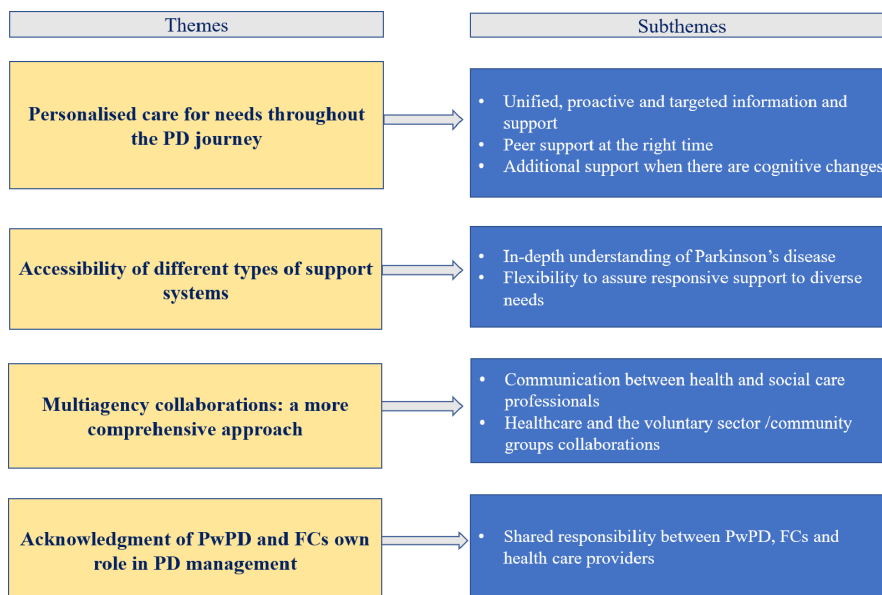 Themes
Subthemes
Personalised care for needs throughout
the PD journey
• Unified, proactive and targeted information and
support
• Peer support at the right time
• Additional support when there are cognitive changes
Accessibility of different types of support
systems
• In-depth understanding of Parkinson's disease
• Flexibility to assure responsive support to diverse
needs
Multiagency collaborations: a more
comprehensive approach
• Communication between health and social care
professionals
• Healthcare and the voluntary sector /community
groups collaborations
Acknowledgment of PwPD and FCs own
role in PD management
• Shared responsibility between PwPD, FCs and
health care providers